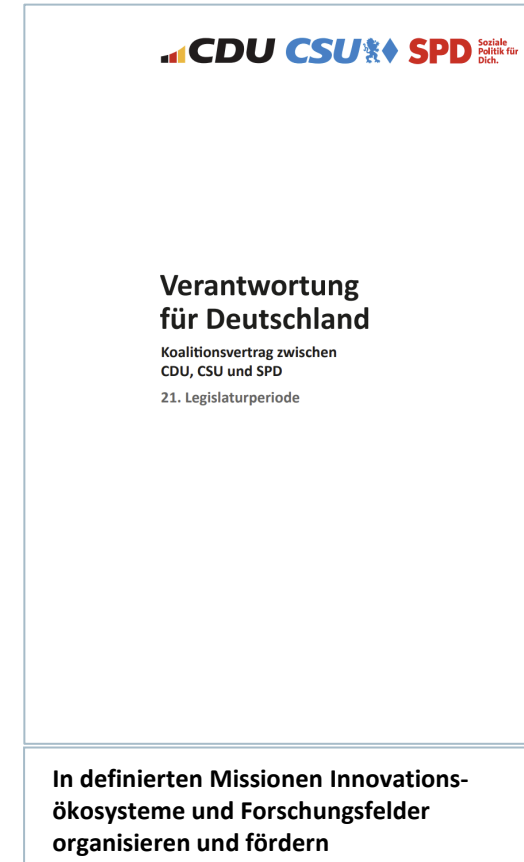 CDU CSU SPD Soziale
Politik für
Dich.
Verantwortung
für Deutschland
Koalitionsvertrag zwischen
CDU, CSU und SPD
21. Legislaturperiode
In definierten Missionen Innovations-
ökosysteme und Forschungsfelder
organisieren und fördern